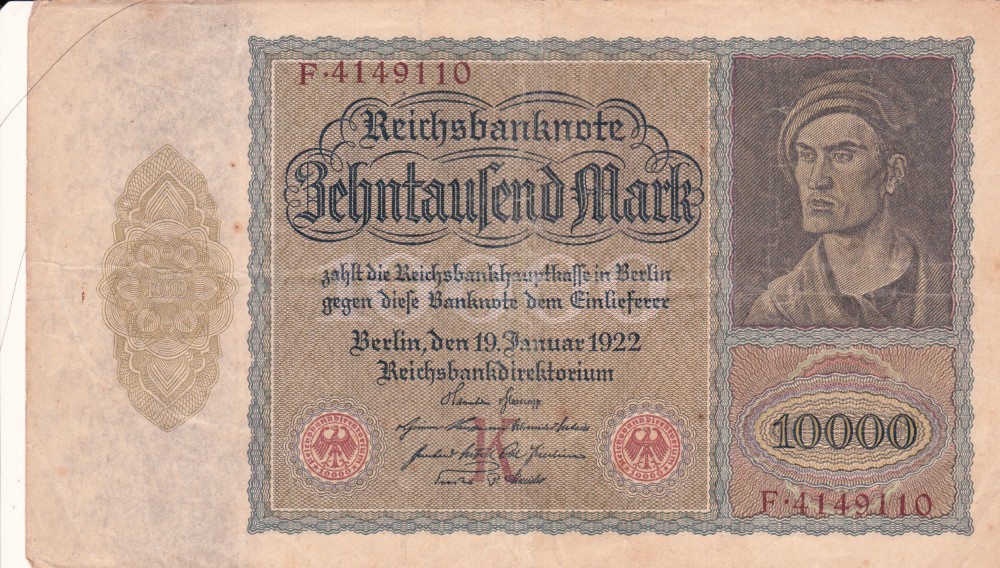 F·4149110
Reichsbanknote
Zehntausend Mark
zahlt die Reichsbankhauptkasse in Berlin
gegen diese Banknote dem Einlieferer
Berlin, den 19. Januar 1922
Reichsbankdirektorium
K
10000
F·4149110